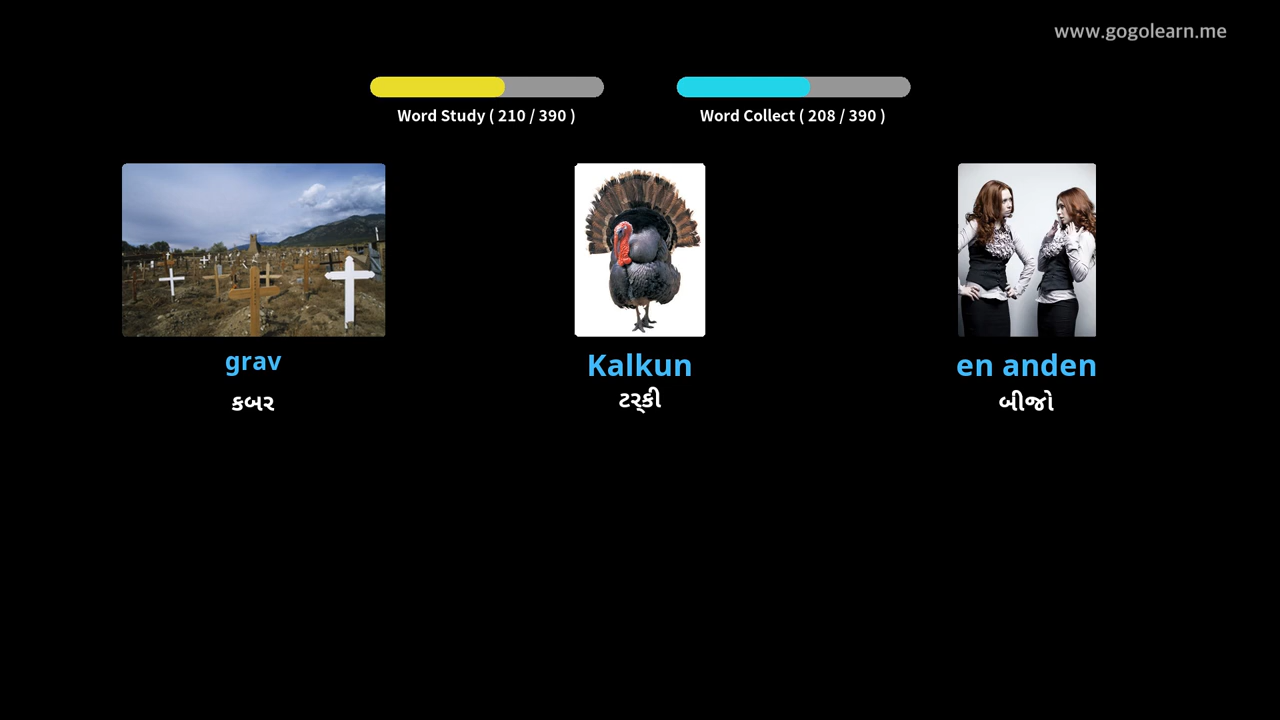 www.gogolearn.me
Word Study ( 210 / 390 )
Word Collect ( 208 / 390 )
grav
Kalkun
en anden
કબર
ટર્કી
બીજો